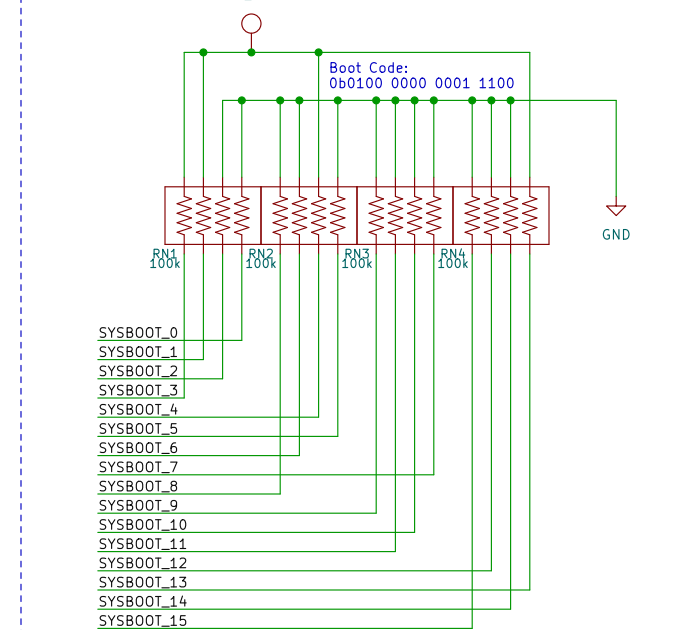 Boot Code:
0b0100 0000 0001 1100
GND
RN1
100k
RN2
100k
RN3
100k
RN4
100k
SYSBOOT_0
SYSBOOT_1
SYSBOOT_2
SYSBOOT_3
SYSBOOT_4
SYSBOOT_5
SYSBOOT_6
SYSBOOT_7
SYSBOOT_8
SYSBOOT_9
SYSBOOT_10
SYSBOOT_11
SYSBOOT_12
SYSBOOT_13
SYSBOOT_14
SYSBOOT_15